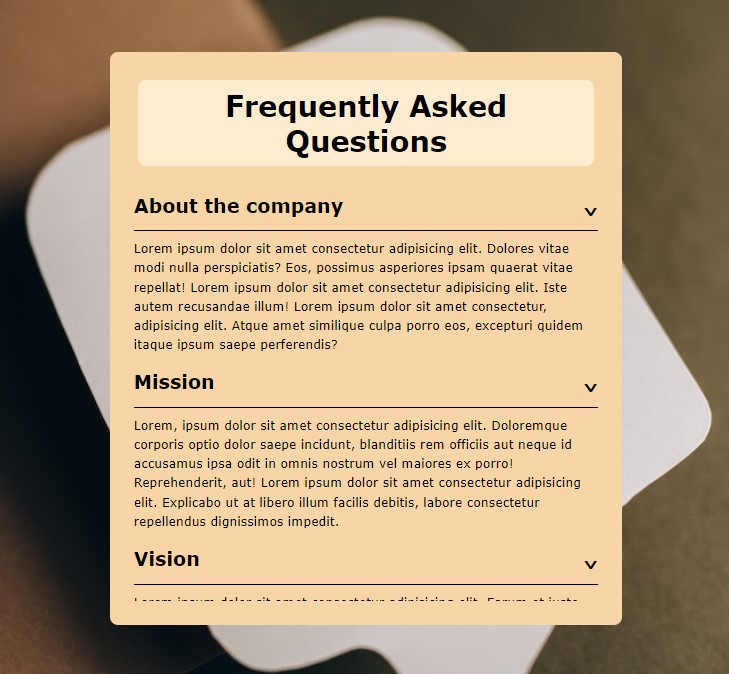 Frequently Asked
Questions
About the company
Lorem ipsum dolor sit amet consectetur adipisicing elit. Dolores vitae
modi nulla perspiciatis? Eos, possimus asperiores ipsam quaerat vitae
repellat! Lorem ipsum dolor sit amet consectetur adipisicing elit. Iste
autem recusandae illum! Lorem ipsum dolor sit amet consectetur,
adipisicing elit. Atque amet similique culpa porro eos, excepturi quidem
itaque ipsum saepe perferendis?
Mission
Lorem, ipsum dolor sit amet consectetur adipisicing elit. Doloremque
corporis optio dolor saepe incidunt, blanditiis rem officiis aut neque id
accusamus ipsa odit in omnis nostrum vel maiores ex porro!
Reprehenderit, aut! Lorem ipsum dolor sit amet consectetur adipisicing
elit. Explicabo ut at libero illum facilis debitis, labore consectetur
repellendus dignissimos impedit.
Vision